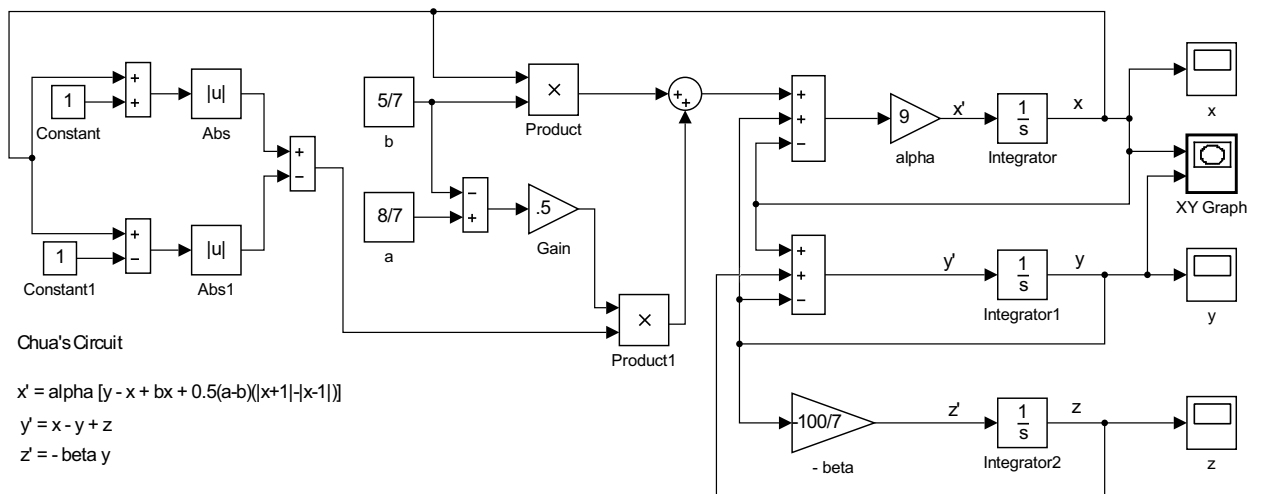 +
+
1
Constant
|u|
Abs
+
−
+
−
1
Constant1
|u|
Abs1
5/7
b
8/7
a
−
+
.5
Gain
×
Product
×
Product1
+
+
+
+
−
9
alpha
x'
1
s
Integrator
x
x
XY Graph
+
+
−
y'
1
s
Integrator1
y
y
-100/7
- beta
z'
1
s
Integrator2
z
z
Chua's Circuit
x' = alpha [y - x + bx + 0.5(a-b)(|x+1|-|x-1|)]
y' = x - y + z
z' = - beta y